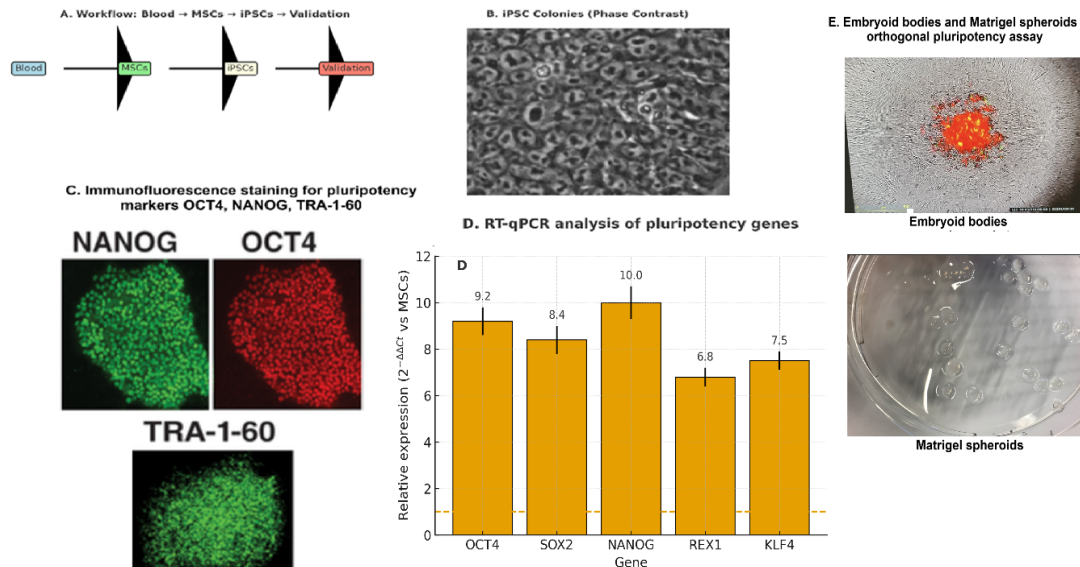 A. Workflow: Blood → MSCs → iPSCs → Validation
Blood
MSCs
iPSCs
Validation
B. iPSC Colonies (Phase Contrast)
E. Embryoid bodies and Matrigel spheroids
orthogonal pluripotency assay
Embryoid bodies
Matrigel spheroids
C. Immunofluorescence staining for pluripotency
markers OCT4, NANOG, TRA-1-60
NANOG
OCT4
TRA-1-60
D. RT-qPCR analysis of pluripotency genes
D
Relative expression (2^−ΔΔCt vs MSCs)
12
10
8
6
4
2
0
9.2
8.4
10.0
6.8
7.5
OCT4
SOX2
NANOG
REX1
KLF4
Gene